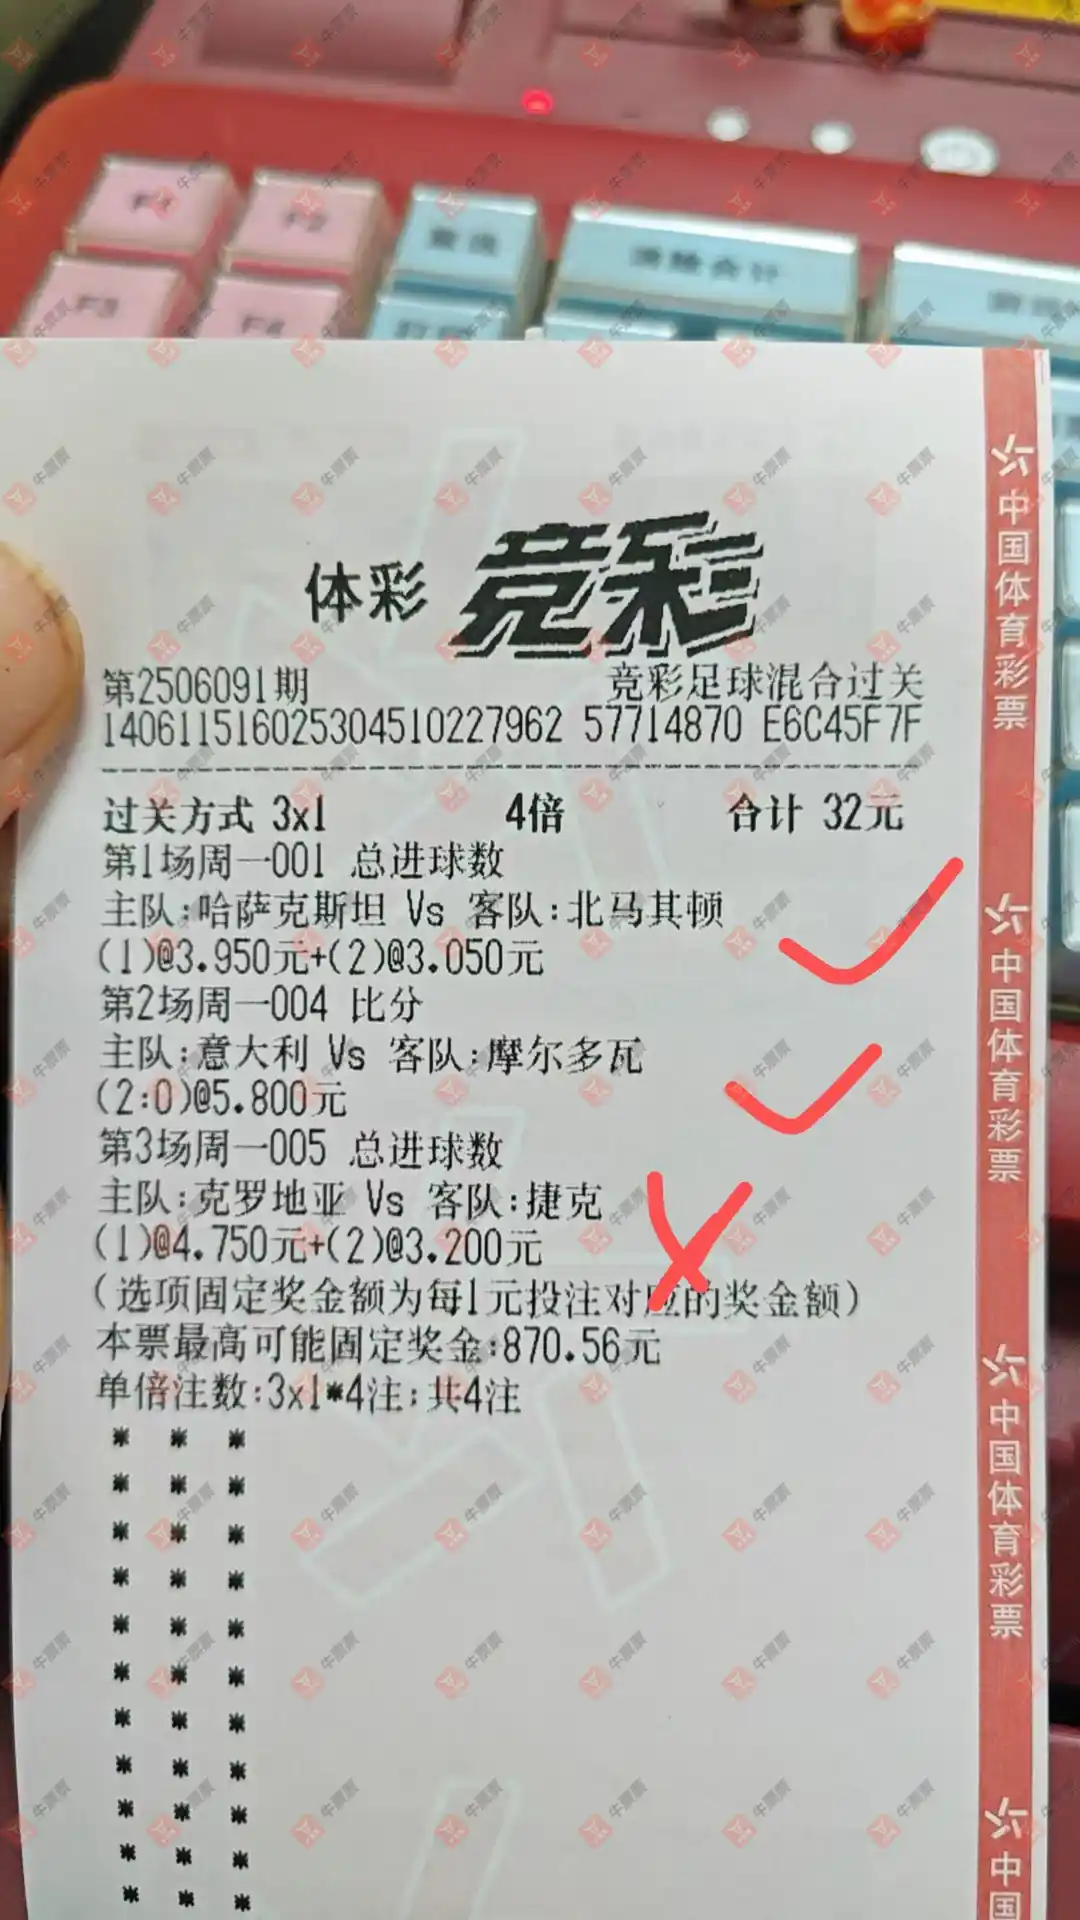 F1
F2
F3
F4
体彩 竞彩
第2506091期 竞彩足球混合过关
140611516025304510227962 57714870 E6C45F7F
过关方式 3x1 4倍 合计 32元
第1场周一001 总进球数
主队:哈萨克斯坦 Vs 客队:北马其顿
(1)@3.950元+(2)@3.050元
第2场周一004 比分
主队:意大利 Vs 客队:摩尔多瓦
(2:0)@5.800元
第3场周一005 总进球数
主队:克罗地亚 Vs 客队:捷克
(1)@4.750元+(2)@3.200元
(选项固定奖金额为每1元投注对应的奖金额)
本票最高可能固定奖金:870.56元
单倍注数:3x1*4注;共4注
中国体育彩票
中国体育彩票
中国体育彩票
中国
牛票票